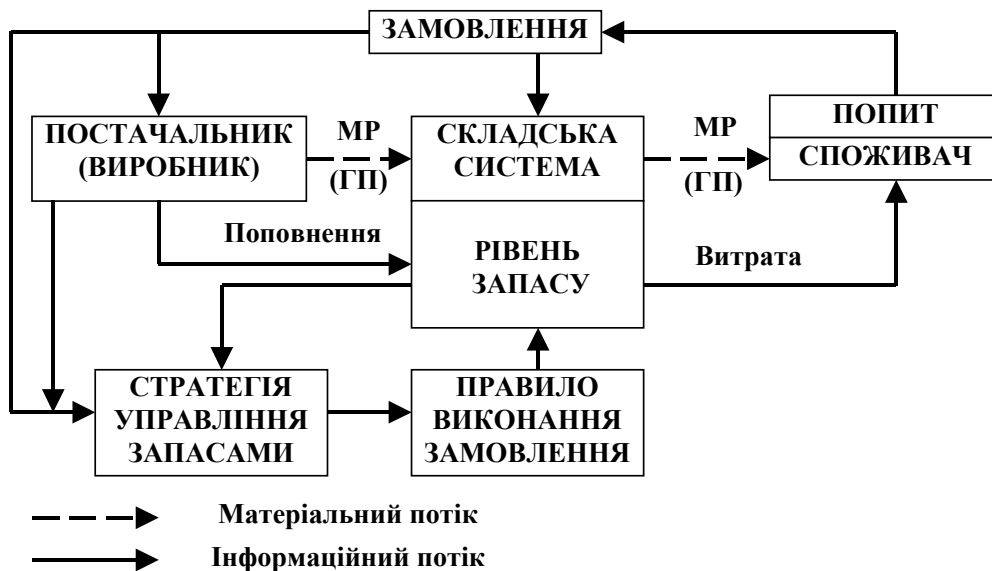 ЗАМОВЛЕННЯ
ПОСТАЧАЛЬНИК
(ВИРОБНИК)
МР
(ГП)
СКЛАДСЬКА
СИСТЕМА
МР
(ГП)
ПОПИТ
СПОЖИВАЧ
Поповнення
РІВЕНЬ
ЗАПАСУ
Витрата
СТРАТЕГІЯ
УПРАВЛІННЯ
ЗАПАСАМИ
ПРАВИЛО
ВИКОНАННЯ
ЗАМОВЛЕННЯ
Матеріальний потік
Інформаційний потік